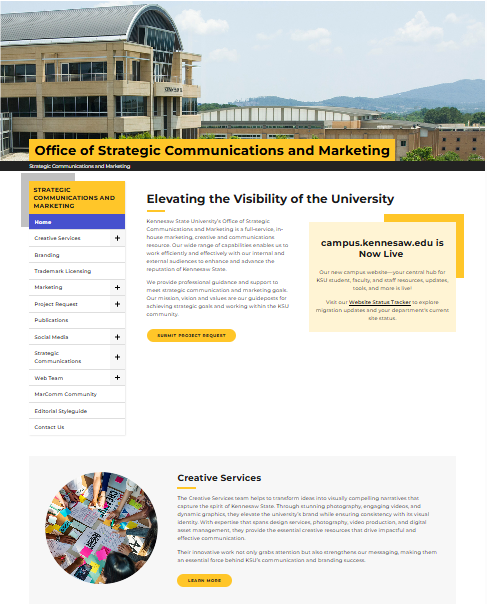 Office of Strategic Communications and Marketing
Strategic Communications and Marketing
STRATEGIC
COMMUNICATIONS AND
MARKETING
Home
Creative Services +
Branding
Trademark Licensing
Marketing +
Project Request +
Publications
Social Media +
Strategic
Communications +
Web Team +
MarComm Community
Editorial Styleguide
Contact Us
Elevating the Visibility of the University
Kennesaw State University's Office of Strategic
Communications and Marketing is a full-service, in-
house marketing, creative and communications
resource. Our wide range of capabilities enables us to
work efficiently and effectively with our internal and
external audiences to enhance and advance the
reputation of Kennesaw State.
We provide professional guidance and support to
meet strategic communication and marketing goals.
Our mission, vision and values are our guideposts for
achieving strategic goals and working within the KSU
community.
SUBMIT PROJECT REQUEST
campus.kennesaw.edu is
Now Live
Our new campus website—your central hub for
KSU student, faculty, and staff resources, updates,
tools, and more is live!
Visit our Website Status Tracker to explore
migration updates and your department's current
site status.
Creative Services
The Creative Services team helps to transform ideas into visually compelling narratives that
capture the spirit of Kennesaw State. Through stunning photography, engaging videos, and
dynamic graphics, they elevate the university's brand while ensuring consistency with its visual
identity. With expertise that spans design services, photography, video production, and digital
asset management, they provide the essential creative resources that drive impactful and
effective communication.
Their innovative work not only grabs attention but also strengthens our messaging, making them
an essential force behind KSU's communication and branding success.
LEARN MORE